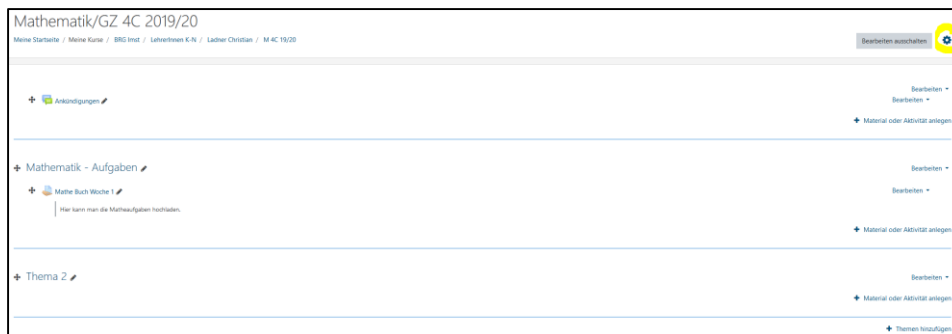 Mathematik/GZ 4C 2019/20
Meine Startseite / Meine Kurse / BRG Imst / LehrerInnen K-N / Ladner Christian / M 4C 19/20
Bearbeiten ausschalten
Bearbeiten
Ankündigungen
Bearbeiten
+ Material oder Aktivität anlegen
Mathematik - Aufgaben
Bearbeiten
Mathe Buch Woche 1
Bearbeiten
Hier kann man die Matheaufgaben hochladen.
+ Material oder Aktivität anlegen
Thema 2
Bearbeiten
+ Material oder Aktivität anlegen
+ Themen hinzufügen